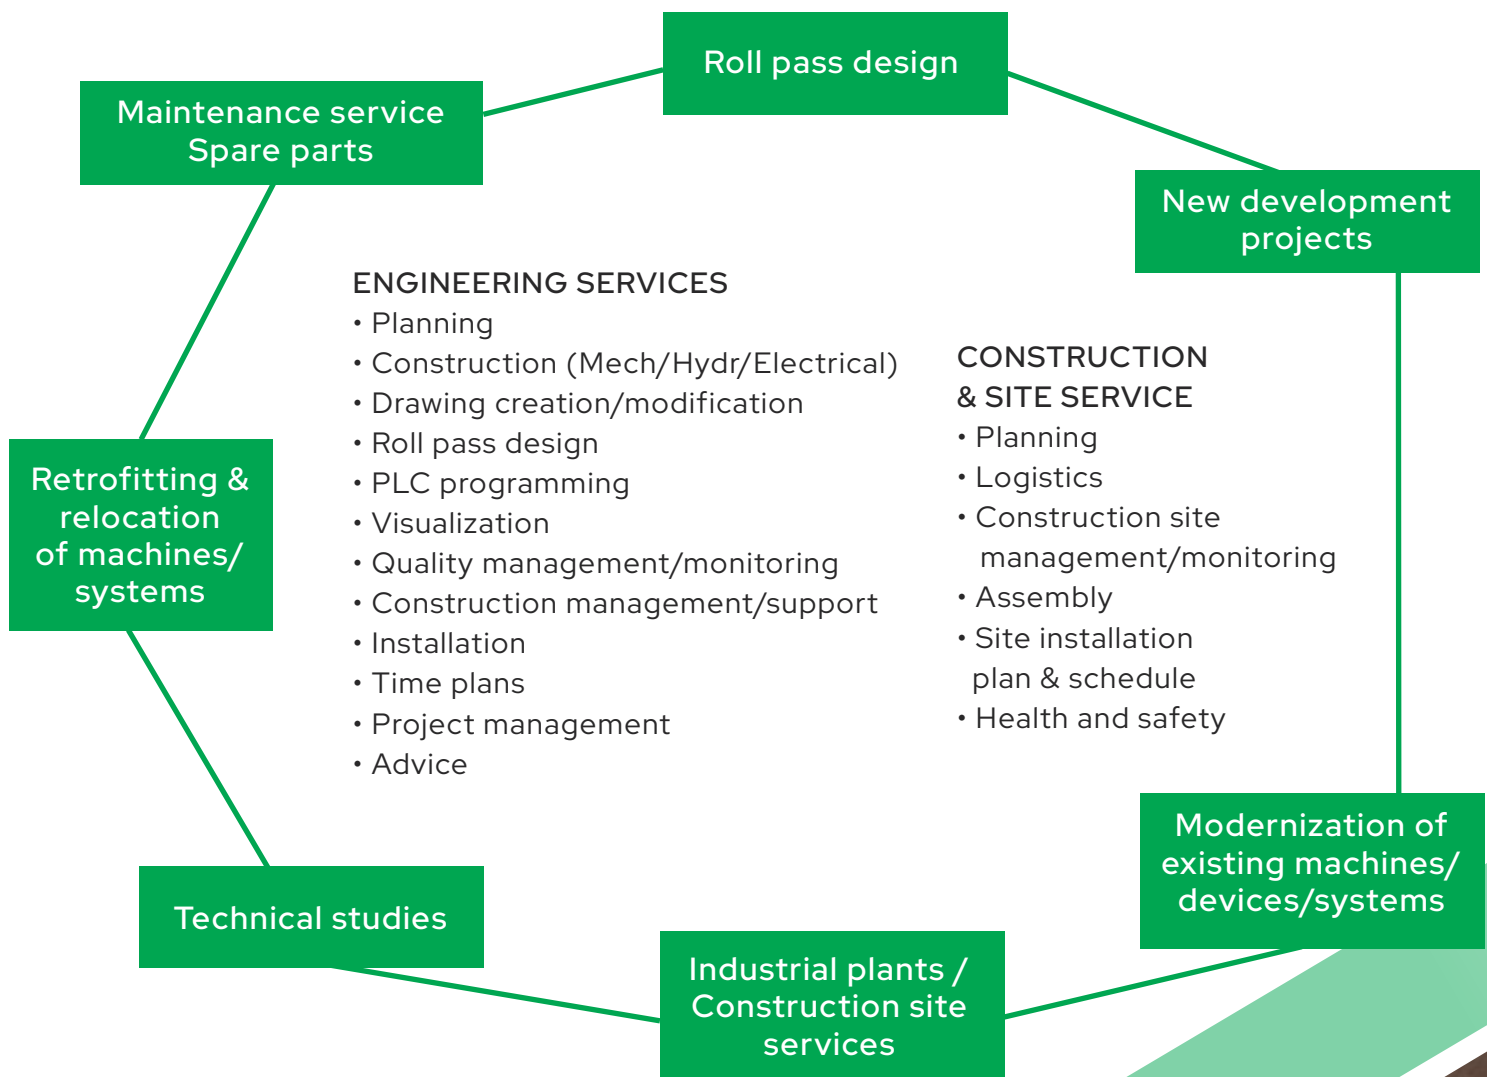 Roll pass design
Maintenance service
Spare parts
New development
projects
ENGINEERING SERVICES
• Planning
• Construction (Mech/Hydr/Electrical)
• Drawing creation/modification
• Roll pass design
• PLC programming
• Visualization
• Quality management/monitoring
• Construction management/support
• Installation
• Time plans
• Project management
• Advice
CONSTRUCTION
& SITE SERVICE
• Planning
• Logistics
• Construction site
management/monitoring
• Assembly
• Site installation
plan & schedule
• Health and safety
Retrofitting &
relocation
of machines/
systems
Modernization of
existing machines/
devices/systems
Technical studies
Industrial plants /
Construction site
services